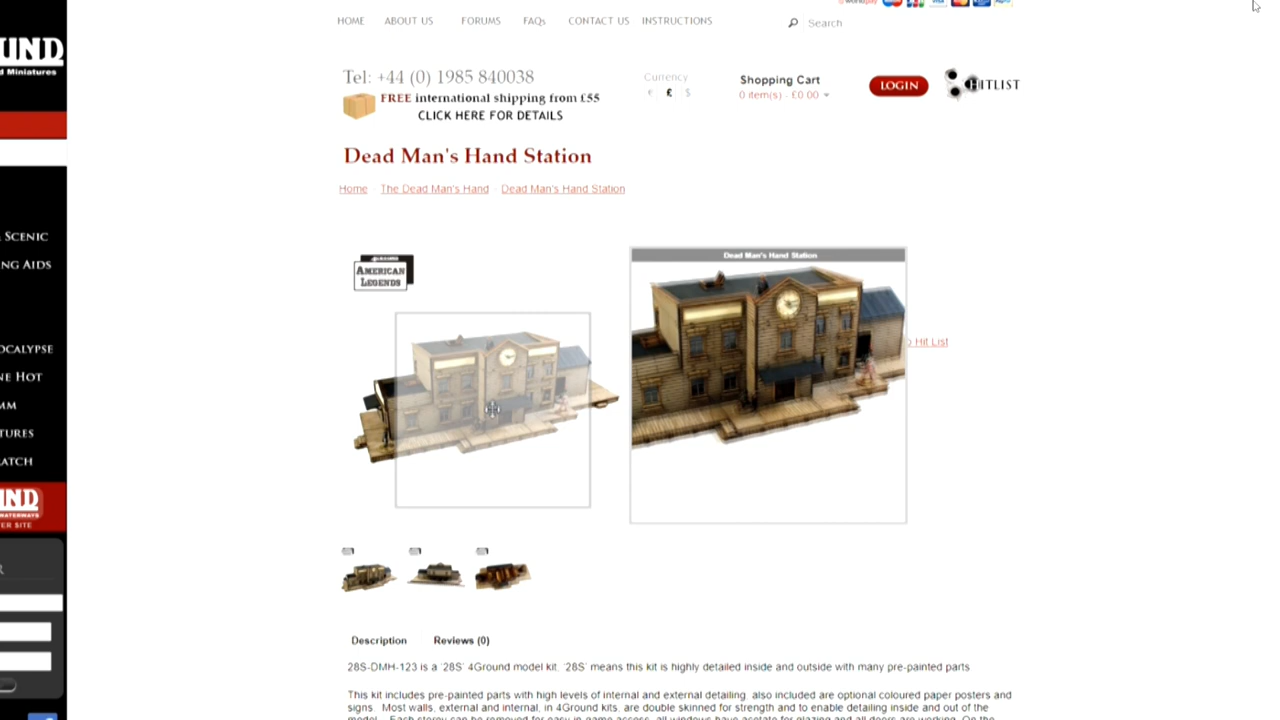 HOME ABOUT US FORUMS FAQs CONTACT US INSTRUCTIONS Search
UND
d Miniatures
Tel: +44 (0) 1985 840038
FREE international shipping from £55
CLICK HERE FOR DETAILS
Currency
€ £ $
Shopping Cart
0 item(s) - £0.00
LOGIN
HITLIST
Dead Man's Hand Station
Home The Dead Man's Hand Dead Man's Hand Station
SCENIC
NG AIDS
OCALYPSE
NE HOT
MM
TURES
ATCH
UND
WATERWAYS
ER SITE
R
AMERICAN
LEGENDS
Dead Man's Hand Station
o Hit List
Description Reviews (0)
28S-DMH-123 is a '28S' 4Ground model kit. '28S' means this kit is highly detailed inside and outside with many pre-painted parts
This kit includes pre-painted parts with high levels of internal and external detailing, also included are optional coloured paper posters and
signs. Most walls, external and internal, in 4Ground kits, are double skinned for strength and to enable detailing inside and out of the
model. Each storey can be removed for easy in-game access, all windows have acetate for glazing and all doors are working. On the